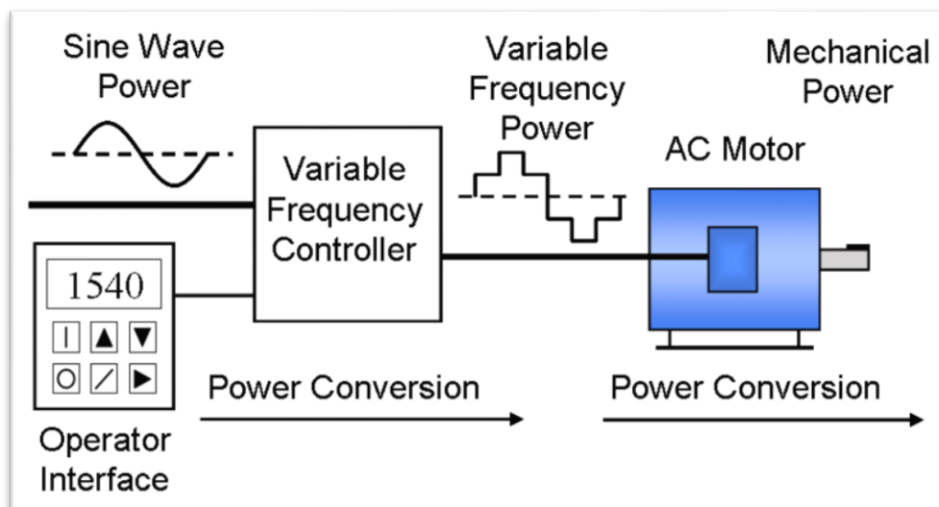 Sine Wave
Power
Variable
Frequency
Power
Mechanical
Power
AC Motor
Variable
Frequency
Controller
1540
Power Conversion
Power Conversion
Operator
Interface